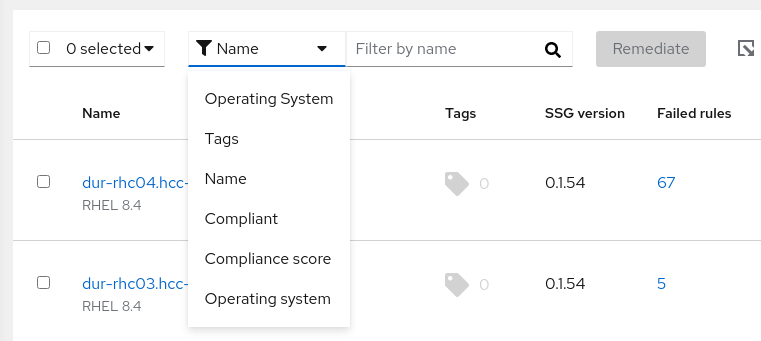 0 selected Name Filter by name Remediate
Name Tags SSG version Failed rules
Operating System
Tags
Name
Compliant
Compliance score
Operating system
dur-rhc04.hcc- 0 0.1.54 67
RHEL 8.4
dur-rhc03.hcc- 0 0.1.54 5
RHEL 8.4